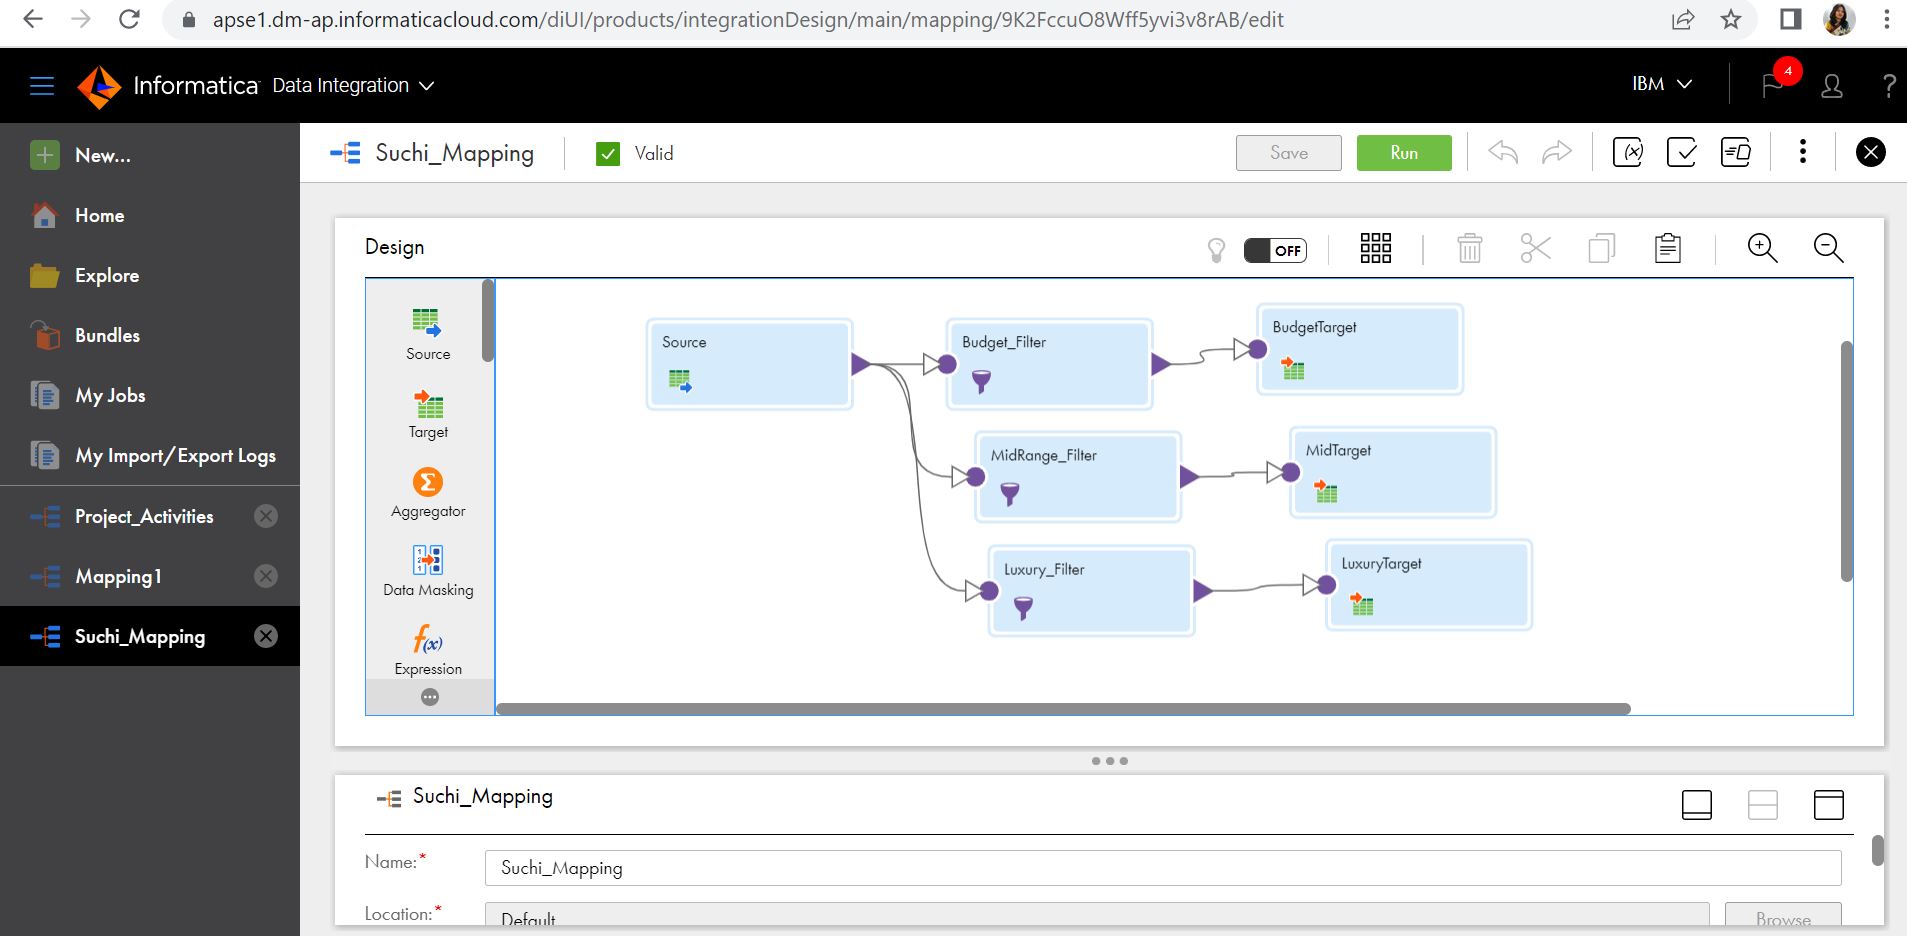 apse1.dm-ap.informaticacloud.com/diUI/products/integrationDesign/main/mapping/9K2FccuO8Wff5yvi3v8rAB/edit
Informatica Data Integration
IBM
4
?
New...
Home
Explore
Bundles
My Jobs
My Import/Export Logs
Project_Activities
Mapping1
Suchi_Mapping
Suchi_Mapping
Valid
Save
Run
(x)
Design
OFF
Source
Target
Σ
Aggregator
Data Masking
f(x)
Expression
Source
Budget_Filter
BudgetTarget
MidRange_Filter
MidTarget
Luxury_Filter
LuxuryTarget
Suchi_Mapping
Name:*
Suchi_Mapping
Location:*
Default
Browse